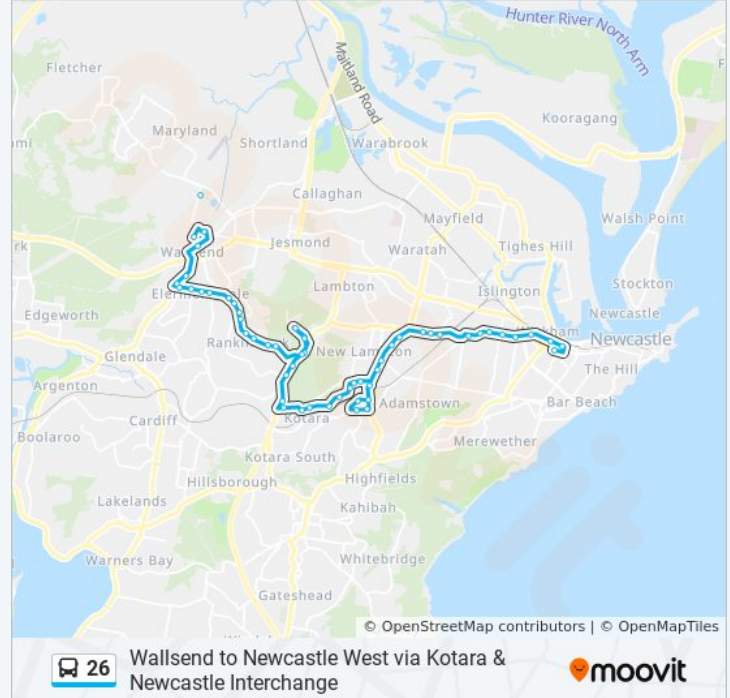 Hunter River North Arm
Fletcher
Maitland Road
Kooragang
Maryland
Shortland
Warabrook
Callaghan
Mayfield
Walsh Point
Jesmond
Waratah
Tighes Hill
Stockton
Lambton
Islington
Edgeworth
Newcastle
Newcastle
New Lambton
The Hill
Glendale
Argenton
Adamstown
Bar Beach
Cardiff
Kotara
Boolaroo
Merewether
Kotara South
Hillsborough
Highfields
Lakelands
Kahibah
Warners Bay
Whitebridge
Gateshead
© OpenStreetMap contributors | © OpenMapTiles
26
Wallsend to Newcastle West via Kotara &
Newcastle Interchange
moovit